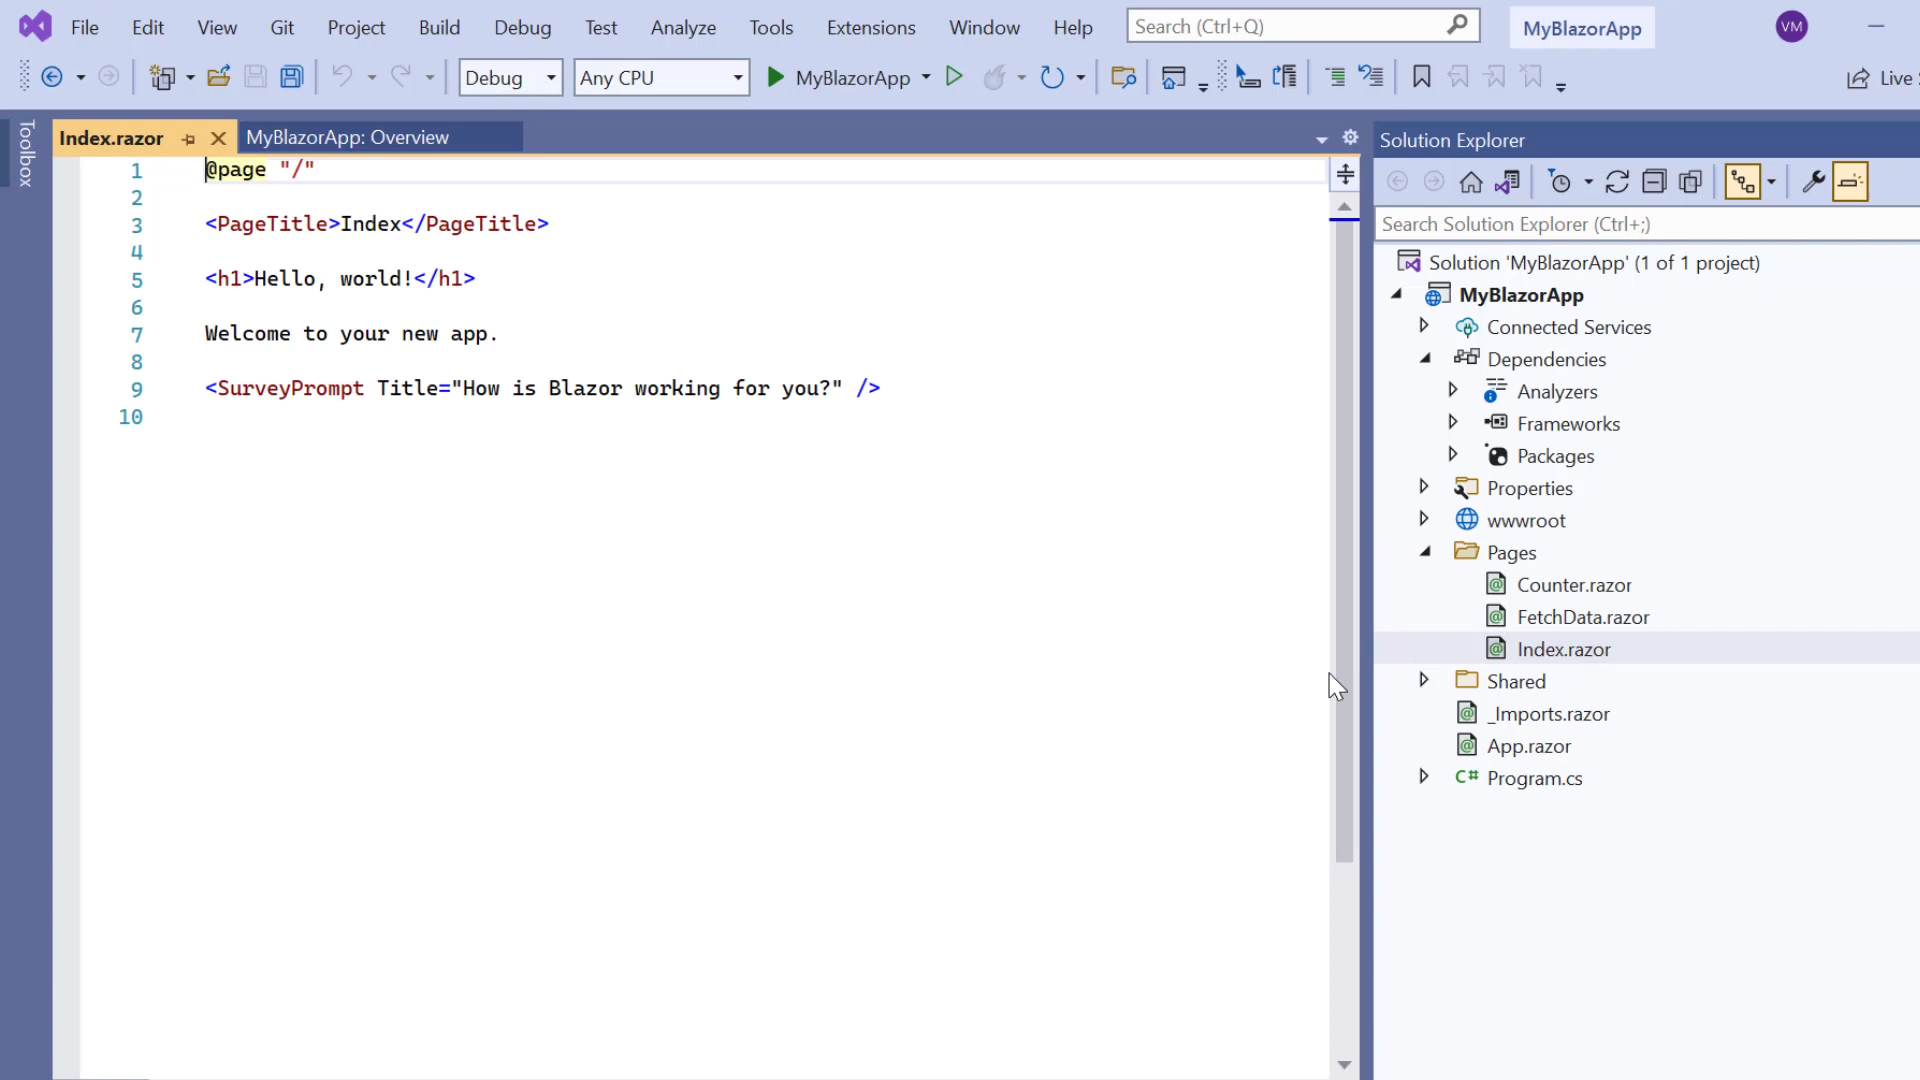 File Edit View Git Project Build Debug Test Analyze Tools Extensions Window Help Search (Ctrl+Q) MyBlazorApp VM
Debug Any CPU MyBlazorApp Live
Toolbox
Index.razor MyBlazorApp: Overview
1 @page "/"
2
3 <PageTitle>Index</PageTitle>
4
5 <h1>Hello, world!</h1>
6
7 Welcome to your new app.
8
9 <SurveyPrompt Title="How is Blazor working for you?" />
10
Solution Explorer
Search Solution Explorer (Ctrl+;)
Solution 'MyBlazorApp' (1 of 1 project)
MyBlazorApp
Connected Services
Dependencies
Analyzers
Frameworks
Packages
Properties
wwwroot
Pages
Counter.razor
FetchData.razor
Index.razor
Shared
_Imports.razor
App.razor
C# Program.cs